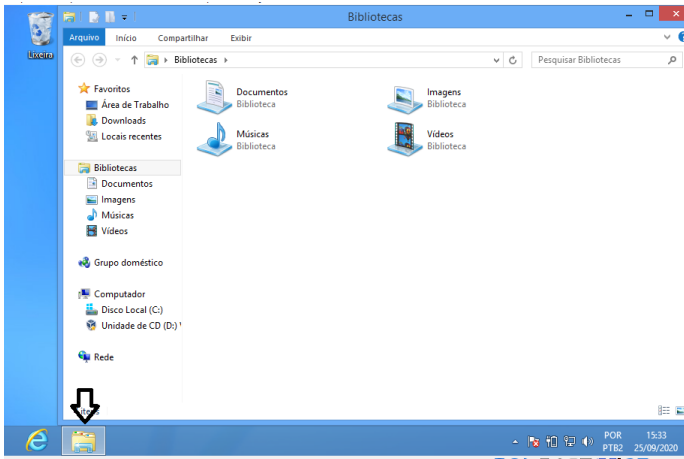 Bibliotecas
Arquivo Início Compartilhar Exibir
Bibliotecas
Pesquisar Bibliotecas
Lixeira
Favoritos
Área de Trabalho
Downloads
Locais recentes
Bibliotecas
Documentos
Imagens
Músicas
Vídeos
Grupo doméstico
Computador
Disco Local (C:)
Unidade de CD (D:)
Rede
Documentos
Biblioteca
Imagens
Biblioteca
Músicas
Biblioteca
Vídeos
Biblioteca
POR 15:33
PTB2 25/09/2020